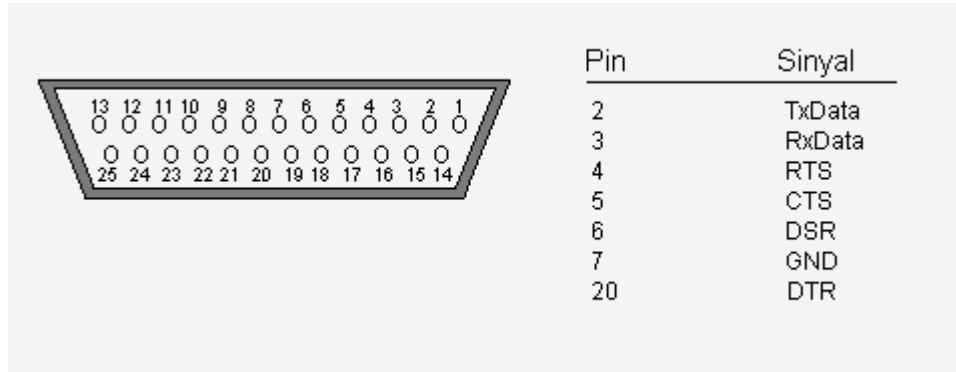 Pin Sinyal
13 12 11 10 9 8 7 6 5 4 3 2 1
25 24 23 22 21 20 19 18 17 16 15 14
2 TxData
3 RxData
4 RTS
5 CTS
6 DSR
7 GND
20 DTR